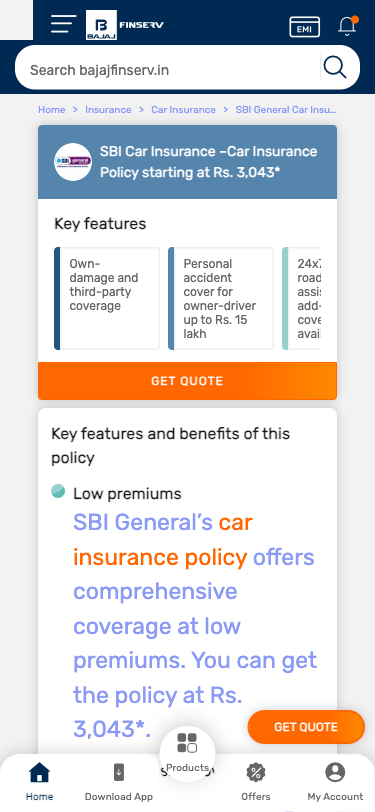 B
BAJAJ
FINSERV
EMI
Search bajajfinserv.in
Home > Insurance > Car Insurance > SBI General Car Insu...
SBI general
SBI Car Insurance –Car Insurance
Policy starting at Rs. 3,043*
Key features
Own-
damage and
third-party
coverage
Personal
accident
cover for
owner-driver
up to Rs. 15
lakh
24x7
road
assis
add-
cove
avai
GET QUOTE
Key features and benefits of this
policy
Low premiums
SBI General's car
insurance policy offers
comprehensive
coverage at low
premiums. You can get
the policy at Rs.
3,043*.
GET QUOTE
Products
Home
Download App
Offers
My Account